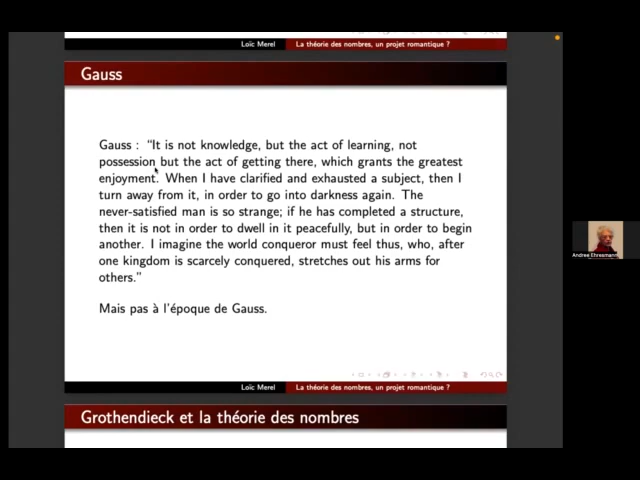 Loïc Merel La théorie des nombres, un projet romantique ?
Gauss
Gauss : “It is not knowledge, but the act of learning, not
possession but the act of getting there, which grants the greatest
enjoyment. When I have clarified and exhausted a subject, then I
turn away from it, in order to go into darkness again. The
never-satisfied man is so strange; if he has completed a structure,
then it is not in order to dwell in it peacefully, but in order to begin
another. I imagine the world conqueror must feel thus, who, after
one kingdom is scarcely conquered, stretches out his arms for
others.”
Mais pas à l'époque de Gauss.
Loïc Merel La théorie des nombres, un projet romantique ?
Grothendieck et la théorie des nombres
Andree Ehresmann